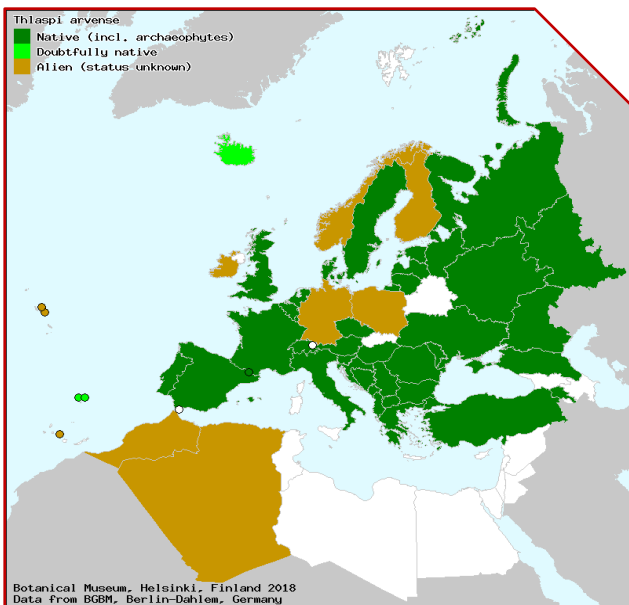 Thlaspi arvense
Native (incl. archaeophytes)
Doubtfully native
Alien (status unknown)
Botanical Museum, Helsinki, Finland 2018
Data from BGBM, Berlin-Dahlem, Germany